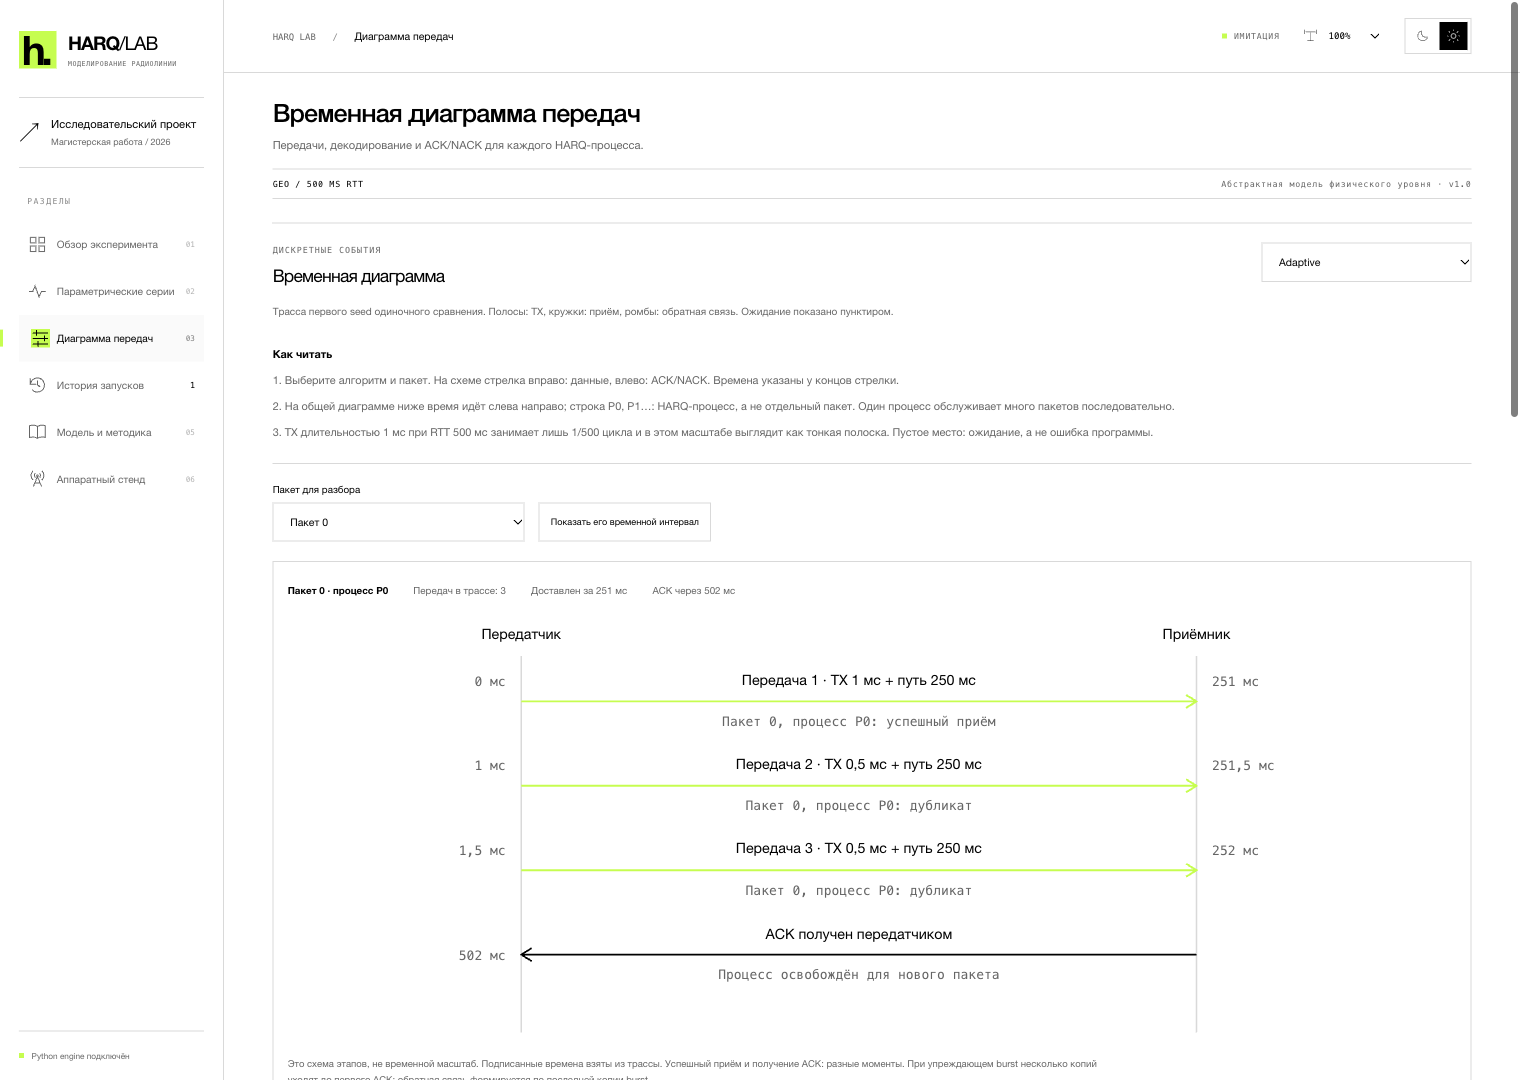 h.
HARQ/LAB
МОДЕЛИРОВАНИЕ РАДИОЛИНИИ
Исследовательский проект
Магистерская работа / 2026
РАЗДЕЛЫ
Обзор эксперимента 01
Параметрические серии 02
Диаграмма передач 03
История запусков 1
Модель и методика 05
Аппаратный стенд 06
Python engine подключён
HARQ LAB / Диаграмма передач
ИМИТАЦИЯ
100%
Временная диаграмма передач
Передачи, декодирование и ACK/NACK для каждого HARQ-процесса.
GEO / 500 MS RTT
Абстрактная модель физического уровня · v1.0
ДИСКРЕТНЫЕ СОБЫТИЯ
Временная диаграмма
Adaptive
Трасса первого seed одиночного сравнения. Полосы: TX, кружки: приём, ромбы: обратная связь. Ожидание показано пунктиром.
Как читать
1. Выберите алгоритм и пакет. На схеме стрелка вправо: данные, влево: ACK/NACK. Времена указаны у концов стрелки.
2. На общей диаграмме ниже время идёт слева направо; строка P0, P1…: HARQ-процесс, а не отдельный пакет. Один процесс обслуживает много пакетов последовательно.
3. TX длительностью 1 мс при RTT 500 мс занимает лишь 1/500 цикла и в этом масштабе выглядит как тонкая полоска. Пустое место: ожидание, а не ошибка программы.
Пакет для разбора
Пакет 0
Показать его временной интервал
Пакет 0 · процесс P0 Передач в трассе: 3 Доставлен за 251 мс ACK через 502 мс
Передатчик Приёмник
0 мс Передача 1 · TX 1 мс + путь 250 мс 251 мс
Пакет 0, процесс P0: успешный приём
1 мс Передача 2 · TX 0,5 мс + путь 250 мс 251,5 мс
Пакет 0, процесс P0: дубликат
1,5 мс Передача 3 · TX 0,5 мс + путь 250 мс 252 мс
Пакет 0, процесс P0: дубликат
ACK получен передатчиком
502 мс
Процесс освобождён для нового пакета
Это схема этапов, не временной масштаб. Подписанные времена взяты из трассы. Успешный приём и получение ACK: разные моменты. При упреждающем burst несколько копий
уходят до первого ACK; обратная связь формируется по последней копии burst.